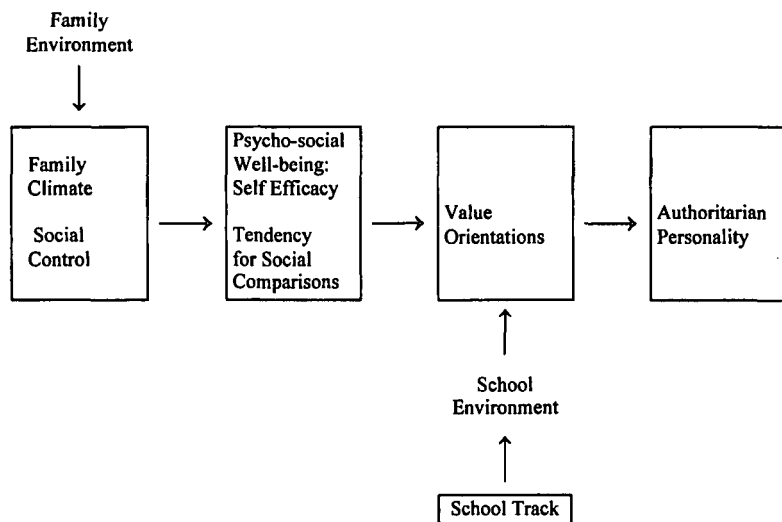 Family
Environment
Family
Climate
Social
Control
Psycho-social
Well-being:
Self Efficacy
Tendency
for Social
Comparisons
Value
Orientations
Authoritarian
Personality
School
Environment
School Track